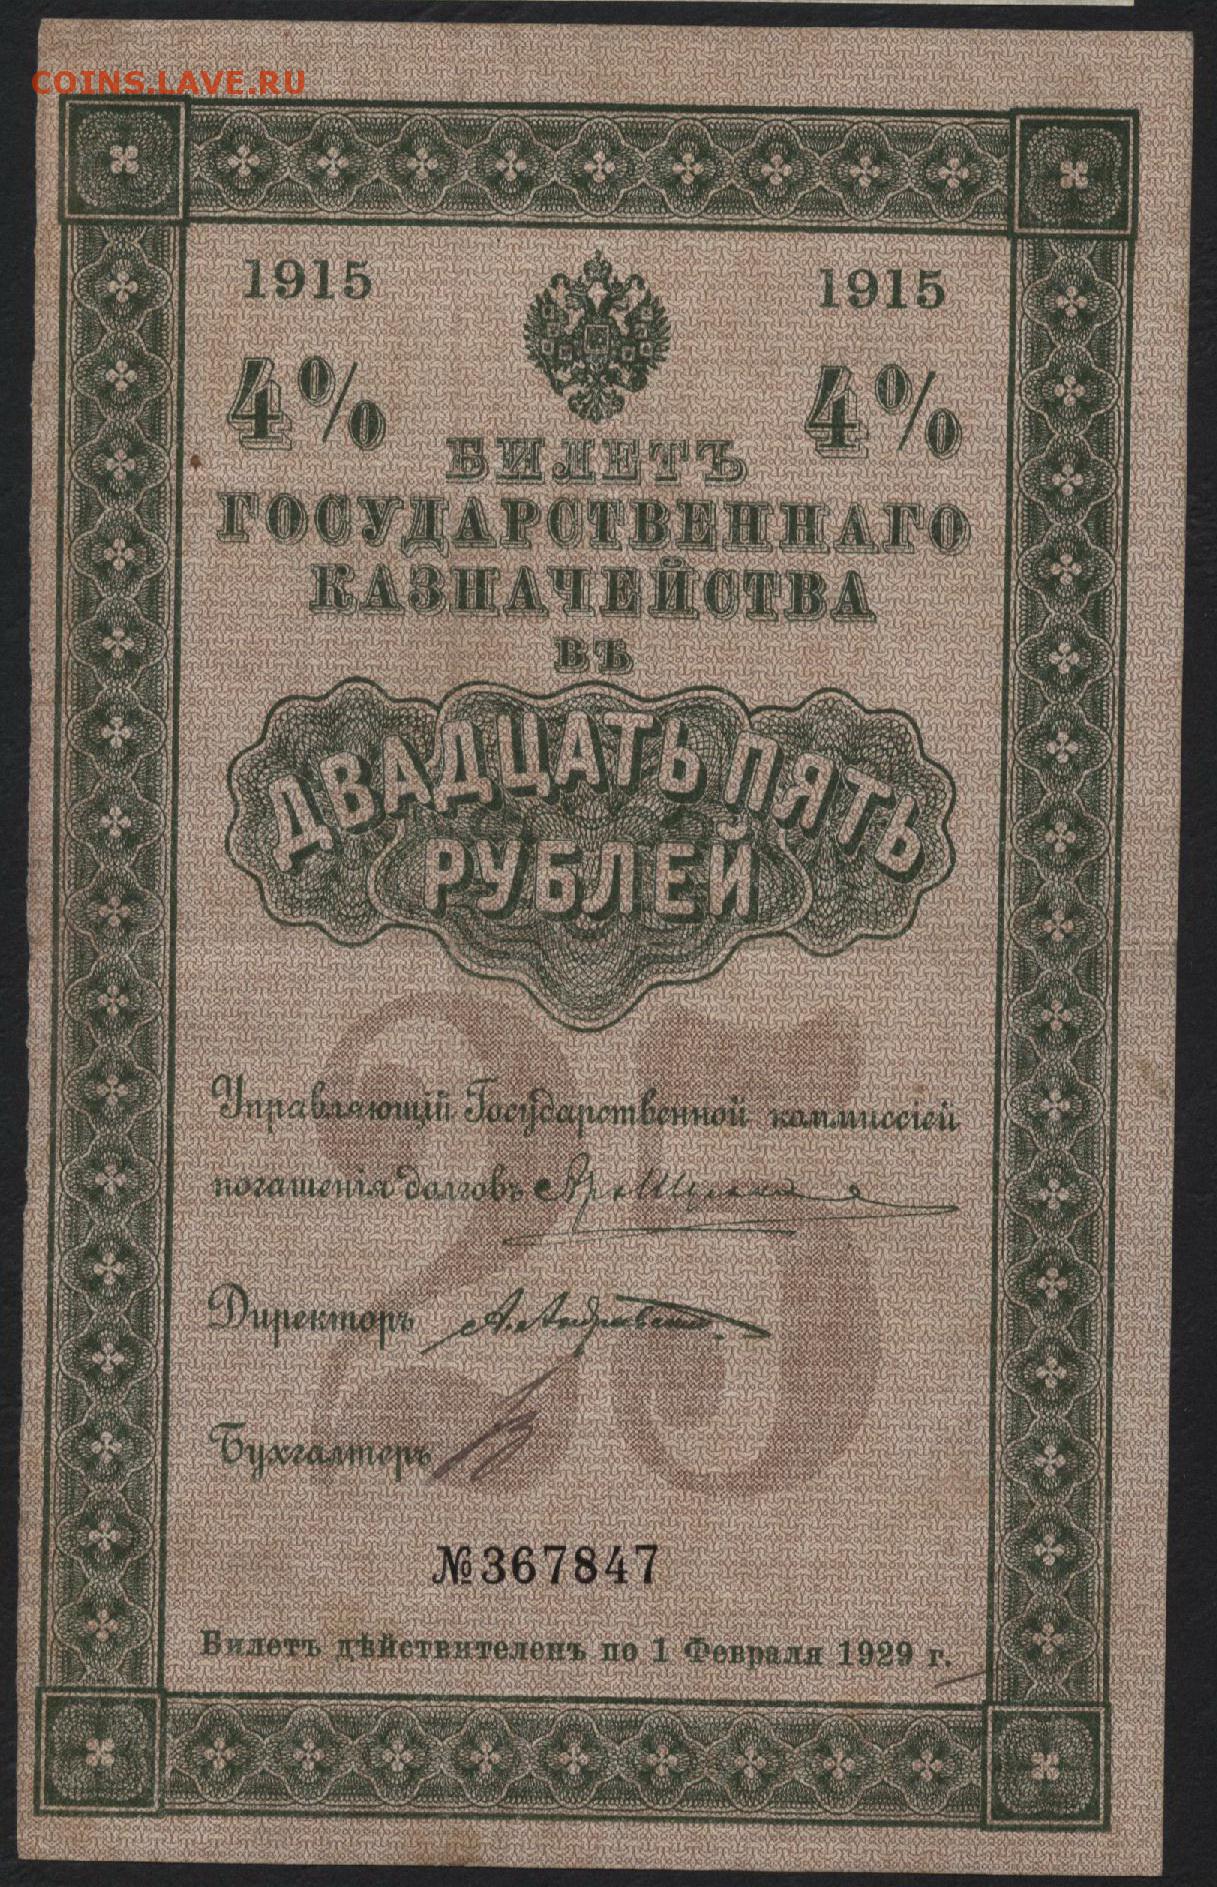 COINS.LAVE.RU
1915 1915
4% 4%
БИЛЕТЪ
ГОСУДАРСТВЕННАГО
КАЗНАЧЕЙСТВА
ВЪ
ДВАДЦАТЬ ПЯТЬ
РУБЛЕЙ
25
Управляющій Государственной коммиссіей
погашенія долговъ
Директоръ
Бухгалтеръ
№367847
Билетъ дѣйствителенъ по 1 Февраля 1929 г.